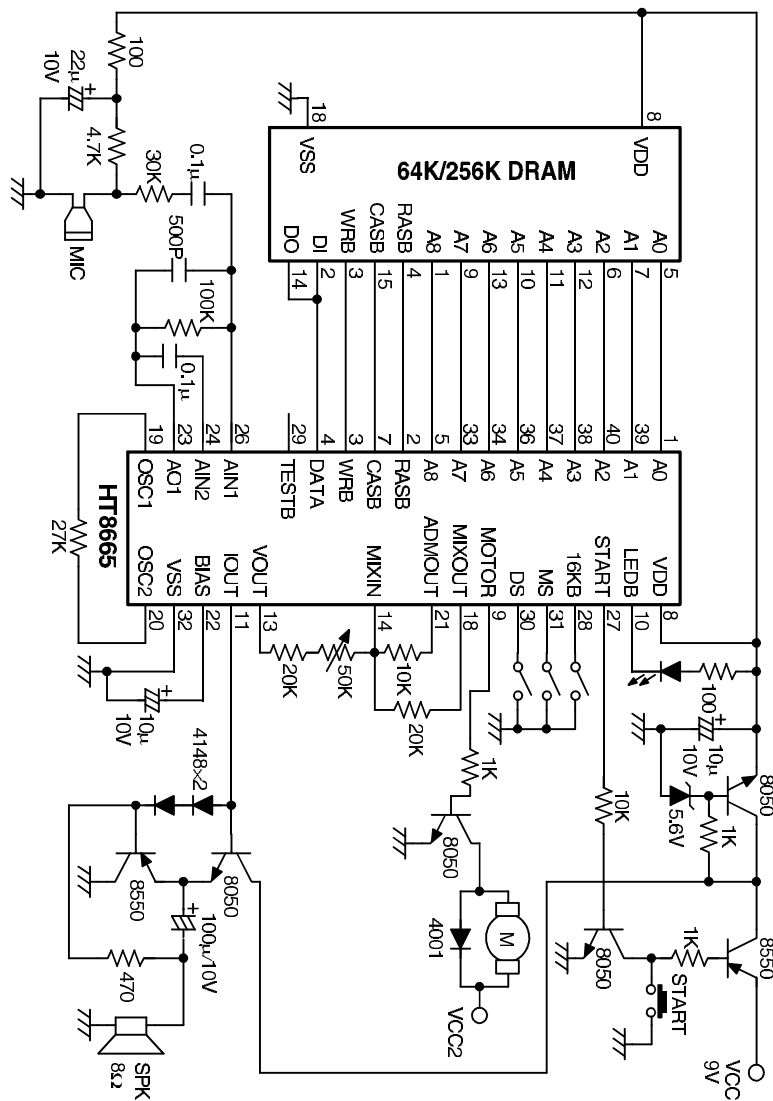 100
22µ
10V
4.7K
30K
0.1µ
MIC
500P
100K
0.1µ
8
VDD
18
VSS
64K/256K DRAM
A0
A1
A2
A3
A4
A5
A6
A7
A8
RASB
CASB
WRB
DI
DO
5
7
6
12
11
10
13
9
1
4
15
3
2
14
1
39
40
37
38
36
34
33
5
2
7
3
4
29
26
24
23
19
A0
A1
A2
A3
A4
A5
A6
A7
A8
RASB
CASB
WRB
DATA
TESTB
AIN1
AIN2
AO1
OSC1
HT8665
27K
VDD
LEDB
START
16KB
MS
DS
MOTOR
MIXOUT
ADMOUT
MIXIN
VOUT
IOUT
BIAS
VSS
OSC2
8
10
27
28
31
30
9
18
21
14
13
11
22
32
20
100
10µ
10V
5.6V
8050
1K
10K
8050
1K
START
8550
VCC
9V
20K
50K
10K
20K
1K
8050
4001
M
VCC2
10µ
10V
4148×2
8050
8550
100µ/10V
470
SPK
8Ω